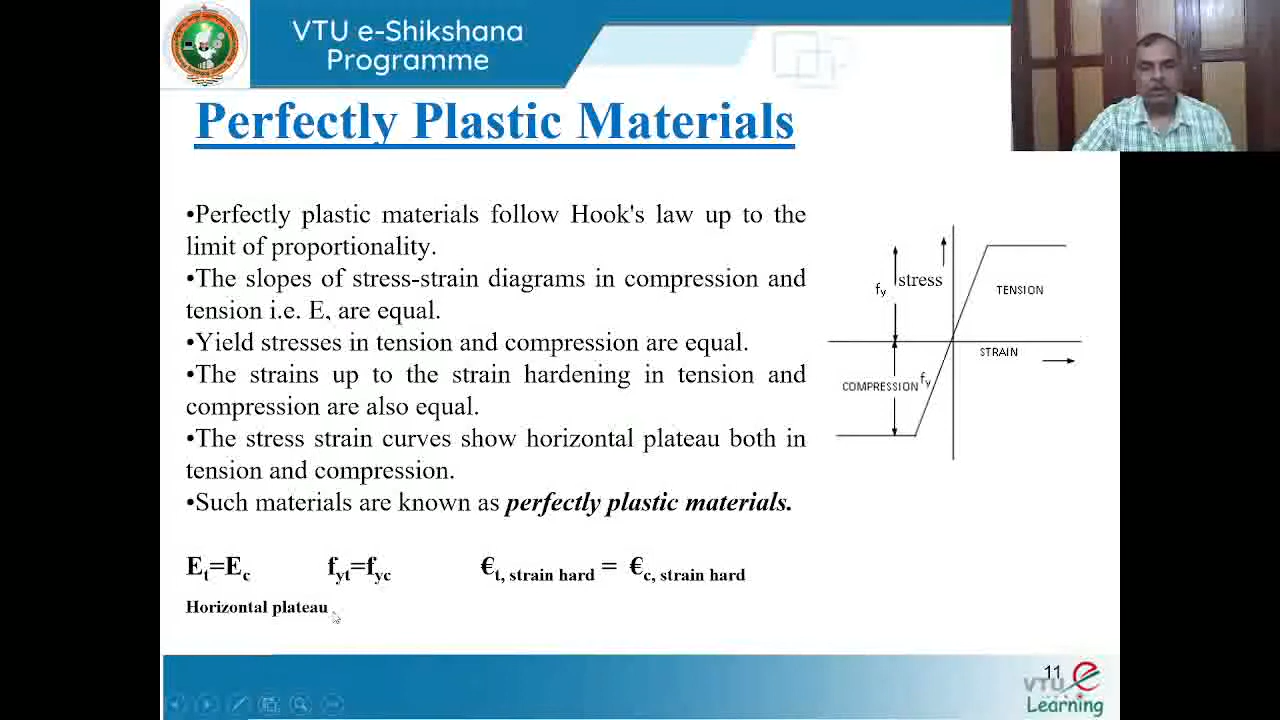 VTU e-Shikshana
Programme
Perfectly Plastic Materials
•Perfectly plastic materials follow Hook's law up to the
limit of proportionality.
•The slopes of stress-strain diagrams in compression and
tension i.e. E, are equal.
•Yield stresses in tension and compression are equal.
•The strains up to the strain hardening in tension and
compression are also equal.
•The stress strain curves show horizontal plateau both in
tension and compression.
•Such materials are known as perfectly plastic materials.
Et=Ec fyt=fyc €t, strain hard = €c, strain hard
Horizontal plateau
fy stress
TENSION
STRAIN
COMPRESSION fy
11
VTU e
Learning